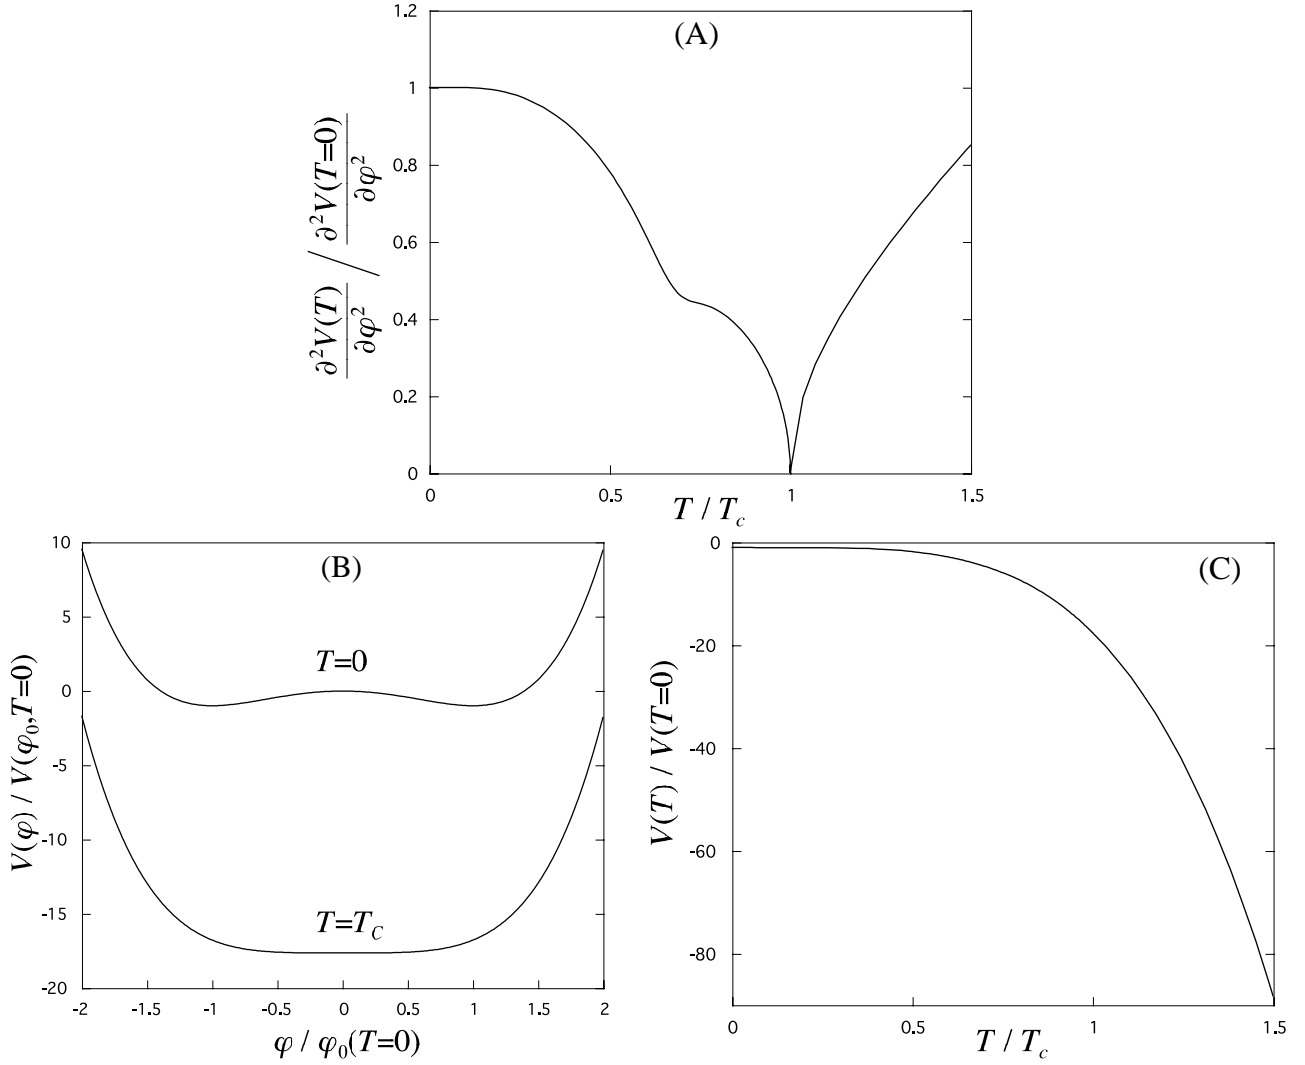 (A)
1.2
1
0.8
0.6
0.4
0.2
0
∂²V(T) / ∂φ² / ∂²V(T=0) / ∂φ²
0 0.5 1 1.5
T / T_c
(B)
10
5
0
-5
-10
-15
-20
V(φ) / V(φ₀,T=0)
T=0
T=T_C
-2 -1.5 -1 -0.5 0 0.5 1 1.5 2
φ / φ₀(T=0)
(C)
0
-20
-40
-60
-80
V(T) / V(T=0)
0 0.5 1 1.5
T / T_c